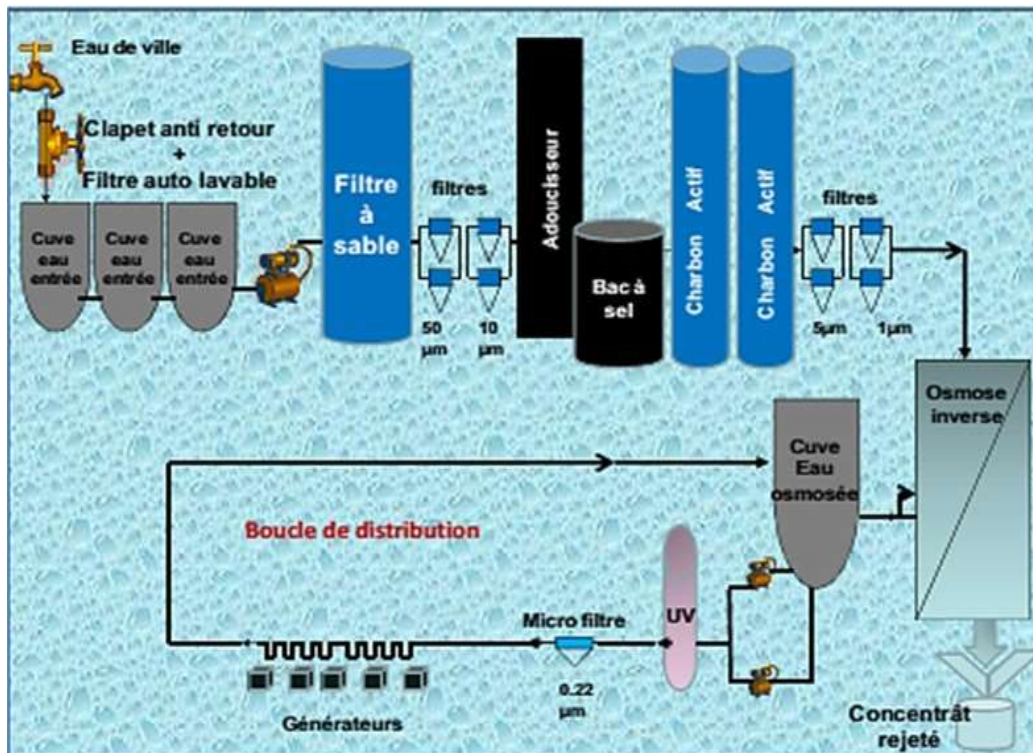 Eau de ville
Clapet anti retour
+
Filtre auto lavable
Cuve
eau
entrée
Cuve
eau
entrée
Cuve
eau
entrée
Filtre
à
sable
filtres
50
µm
10
µm
Adoucisseur
Bac à
sel
Charbon Actif
Charbon Actif
filtres
5µm
1µm
Osmose
inverse
Cuve
Eau
osmosée
Boucle de distribution
UV
Micro filtre
0.22
µm
Générateurs
Concentrât
rejeté